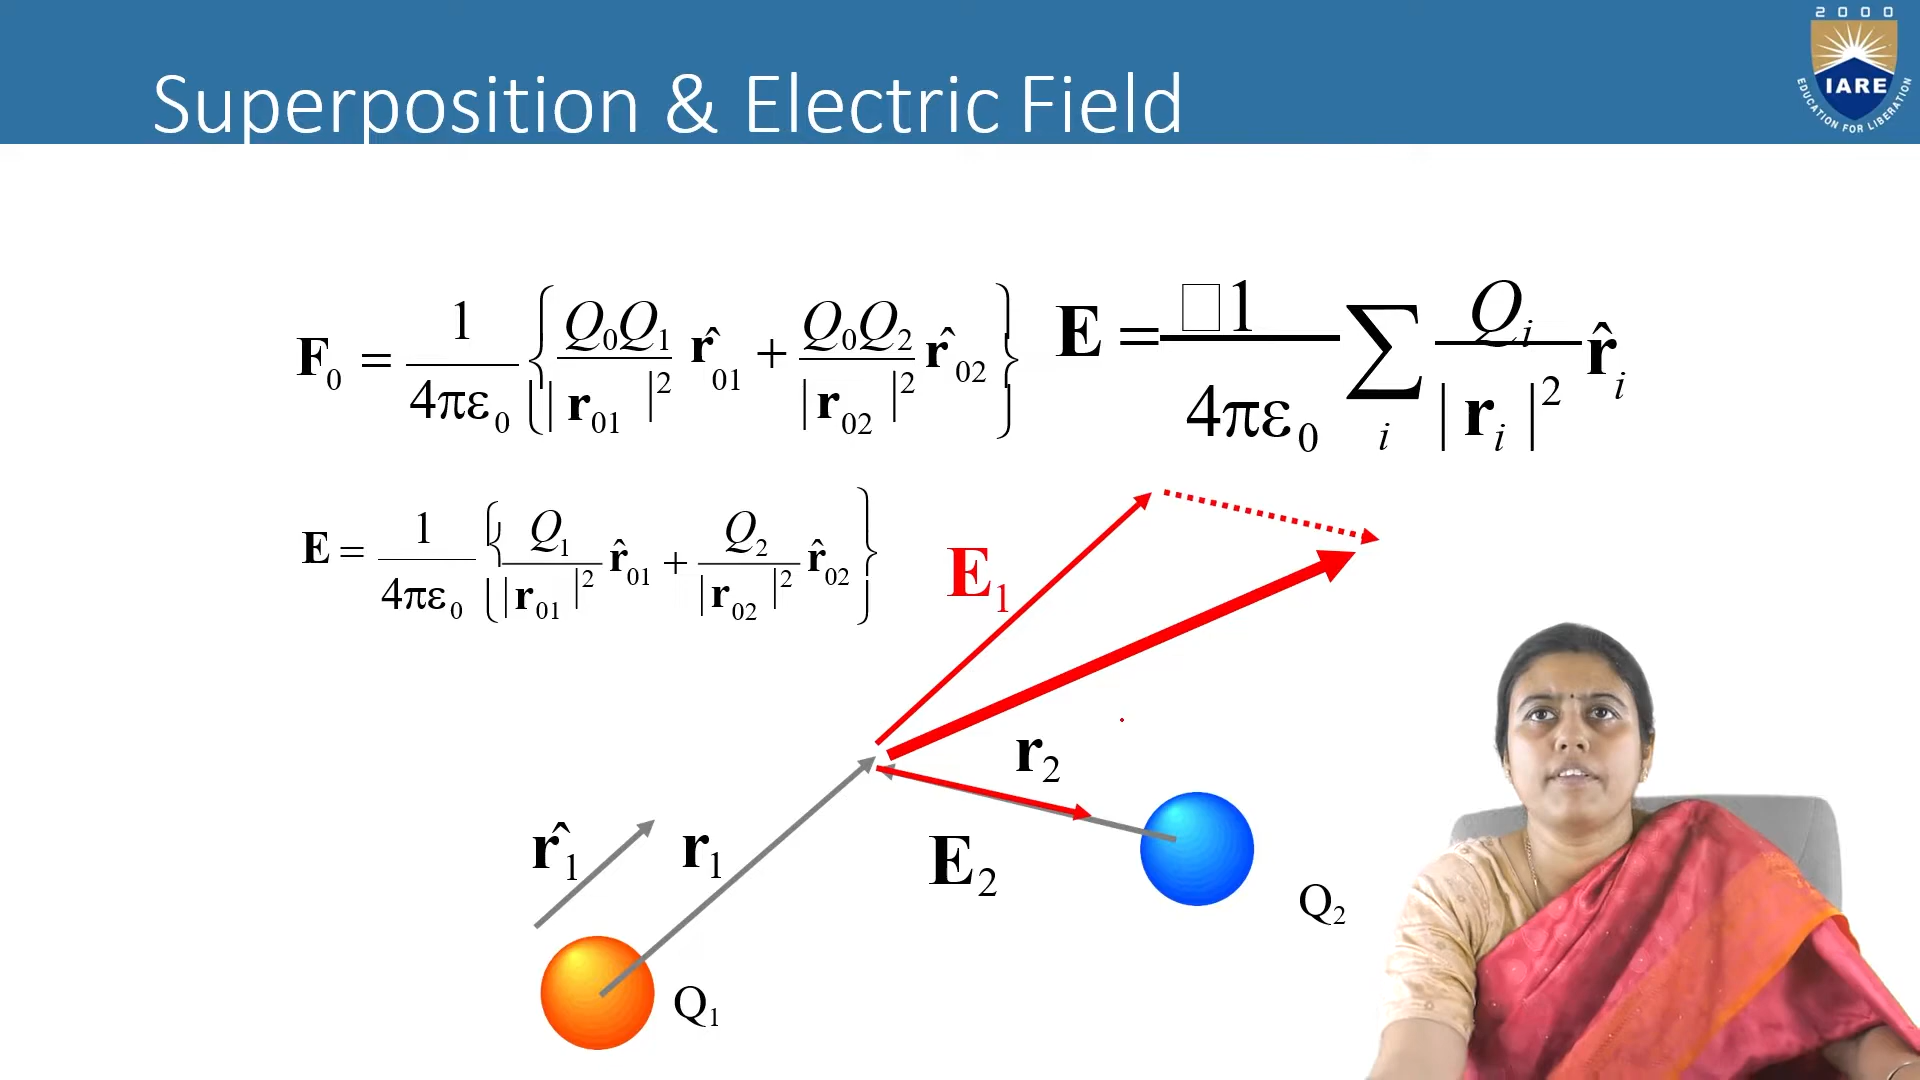 2000
IARE
EDUCATION FOR LIBERATION
Superposition & Electric Field
F₀ = 1/4πε₀ { Q₀Q₁/|r₀₁|² r̂₀₁ + Q₀Q₂/|r₀₂|² r̂₀₂ }
E = □1/4πε₀ ∑ᵢ Qᵢ/|rᵢ|² r̂ᵢ
E = 1/4πε₀ { Q₁/|r₀₁|² r̂₀₁ + Q₂/|r₀₂|² r̂₀₂ }
E₁
r₂
r̂₁
r₁
E₂
Q₂
Q₁